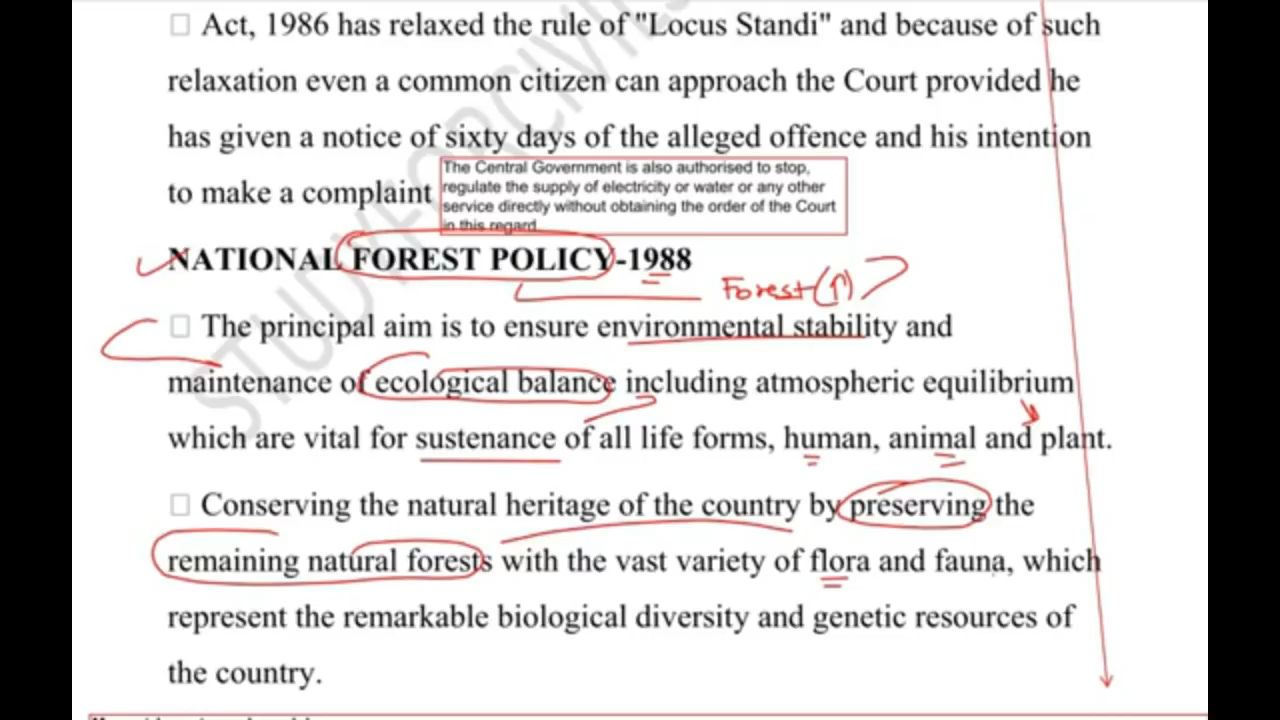 Act, 1986 has relaxed the rule of "Locus Standi" and because of such
relaxation even a common citizen can approach the Court provided he
has given a notice of sixty days of the alleged offence and his intention
to make a complaint
The Central Government is also authorised to stop,
regulate the supply of electricity or water or any other
service directly without obtaining the order of the Court
in this regard
NATIONAL FOREST POLICY-1988
Forest(↑)
The principal aim is to ensure environmental stability and
maintenance of ecological balance including atmospheric equilibrium
which are vital for sustenance of all life forms, human, animal and plant.
Conserving the natural heritage of the country by preserving the
remaining natural forests with the vast variety of flora and fauna, which
represent the remarkable biological diversity and genetic resources of
the country.
STUDYFORCIVILS